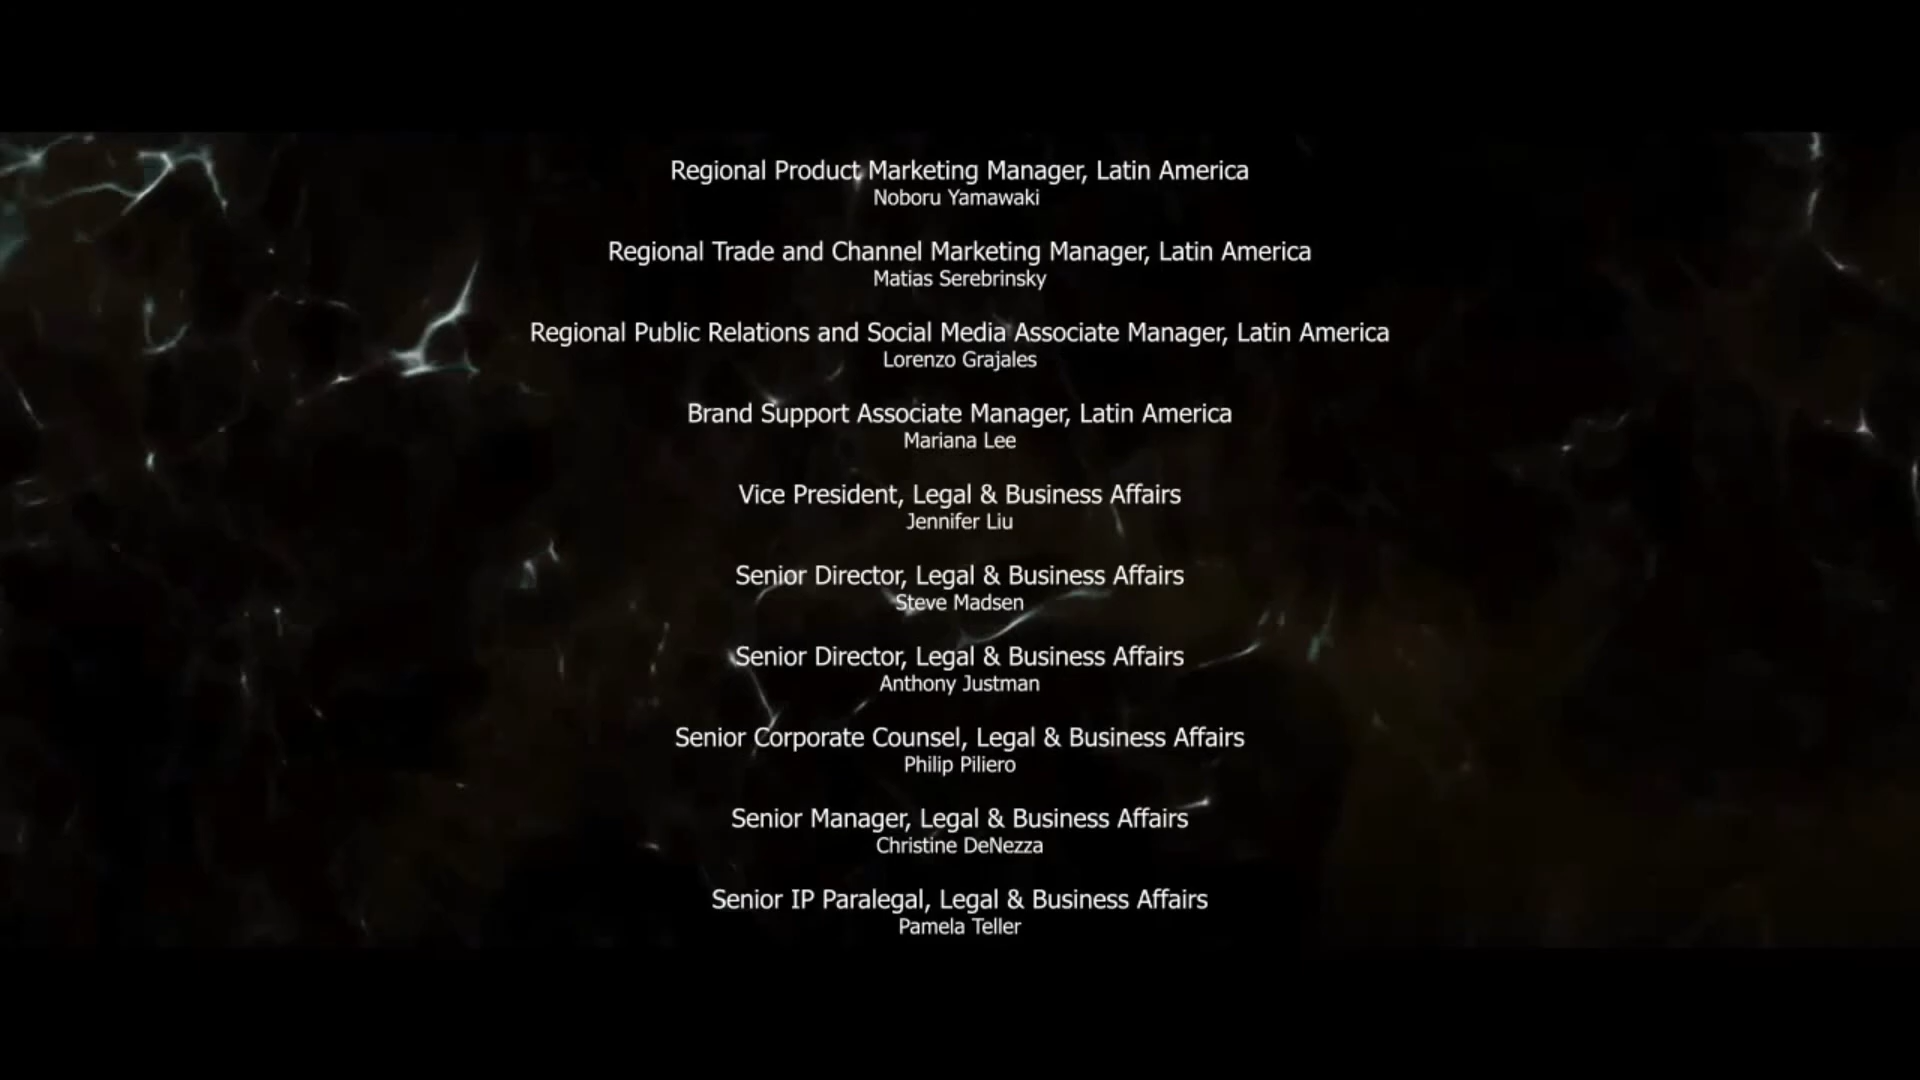 Regional Product Marketing Manager, Latin America
Noboru Yamawaki
Regional Trade and Channel Marketing Manager, Latin America
Matias Serebrinsky
Regional Public Relations and Social Media Associate Manager, Latin America
Lorenzo Grajales
Brand Support Associate Manager, Latin America
Mariana Lee
Vice President, Legal & Business Affairs
Jennifer Liu
Senior Director, Legal & Business Affairs
Steve Madsen
Senior Director, Legal & Business Affairs
Anthony Justman
Senior Corporate Counsel, Legal & Business Affairs
Philip Piliero
Senior Manager, Legal & Business Affairs
Christine DeNezza
Senior IP Paralegal, Legal & Business Affairs
Pamela Teller